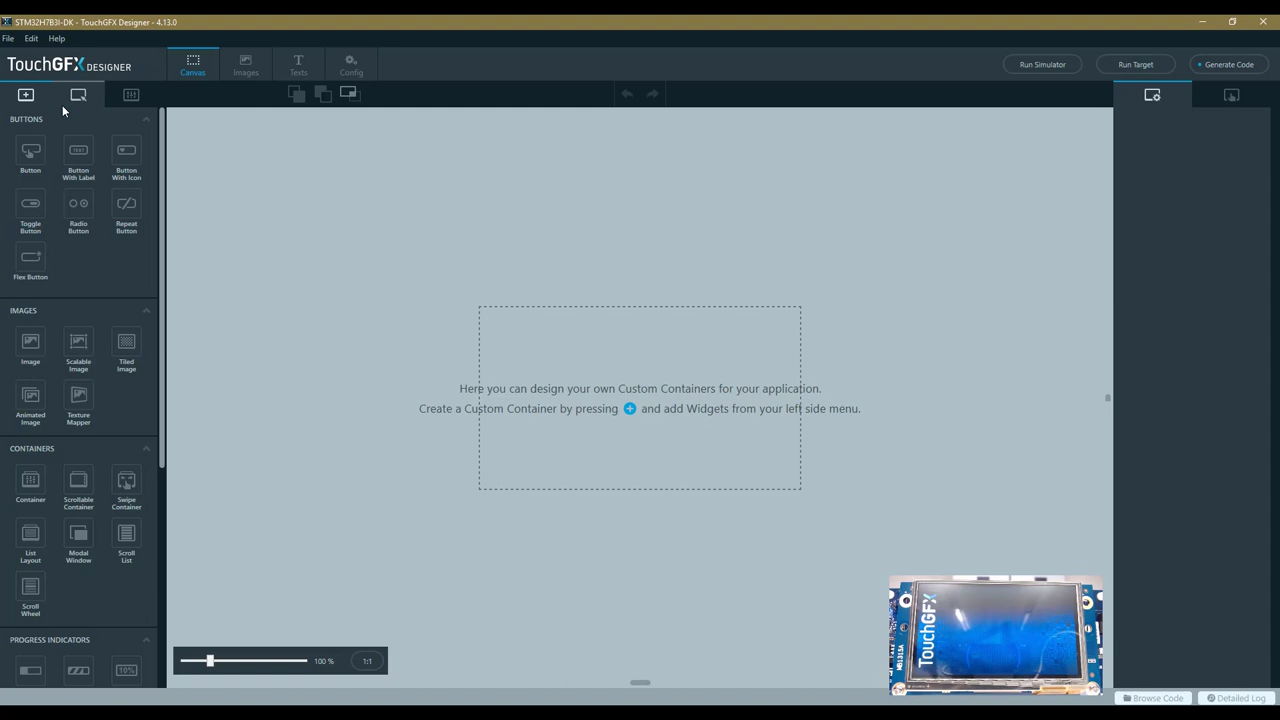 STM32H7B3I-DK - TouchGFX Designer - 4.13.0
File Edit Help
TouchGFX DESIGNER
Canvas Images Texts Config
Run Simulator Run Target Generate Code
BUTTONS
Button Button With Label Button With Icon
Toggle Button Radio Button Repeat Button
Flex Button
IMAGES
Image Scalable Image Tiled Image
Animated Image Texture Mapper
CONTAINERS
Container Scrollable Container Swipe Container
List Layout Modal Window Scroll List
Scroll Wheel
PROGRESS INDICATORS
10%
Here you can design your own Custom Containers for your application.
Create a Custom Container by pressing + and add Widgets from your left side menu.
100 % 1:1
TouchGFX
MB1315A
Browse Code Detailed Log